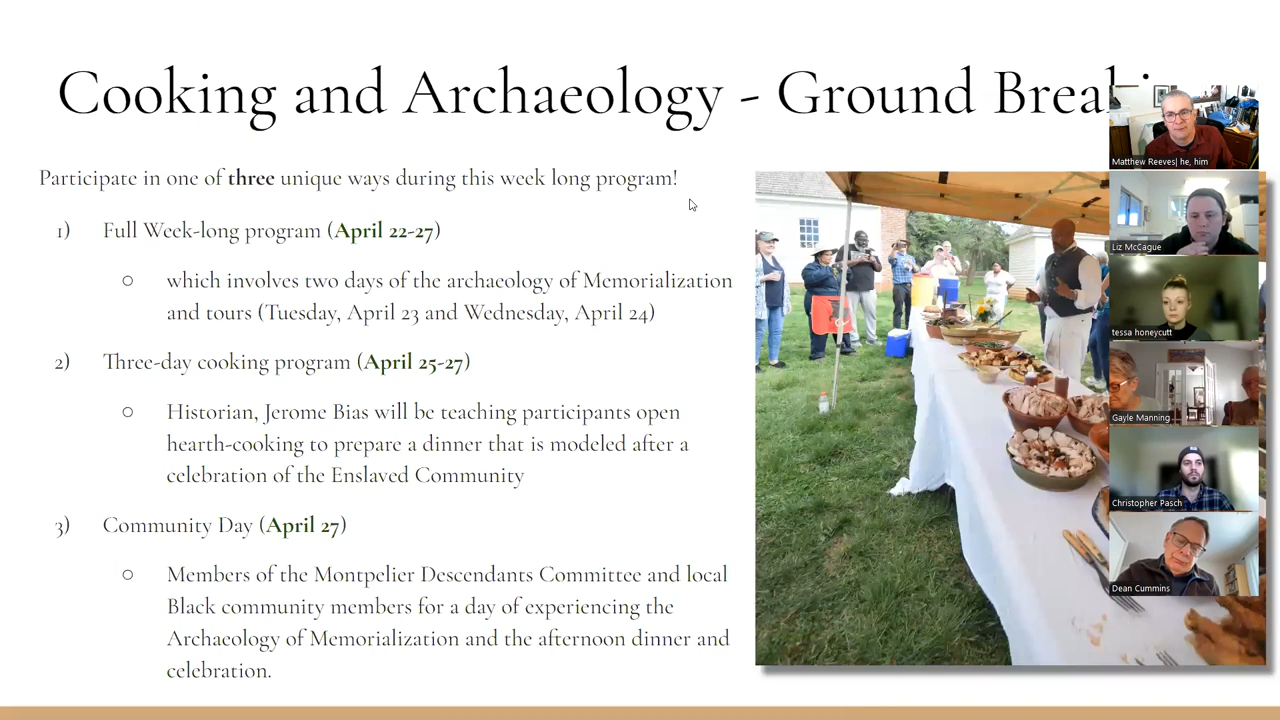 Cooking and Archaeology - Ground
Participate in one of three unique ways during this week long program!
1) Full Week-long program (April 22-27)
○ which involves two days of the archaeology of Memorialization
and tours (Tuesday, April 23 and Wednesday, April 24)
2) Three-day cooking program (April 25-27)
○ Historian, Jerome Bias will be teaching participants open
hearth-cooking to prepare a dinner that is modeled after a
celebration of the Enslaved Community
3) Community Day (April 27)
○ Members of the Montpelier Descendants Committee and local
Black community members for a day of experiencing the
Archaeology of Memorialization and the afternoon dinner and
celebration.
Matthew Reeves| he, him
Liz McCague
tessa honeycutt
Gayle Manning
Christopher Pasch
Dean Cummins